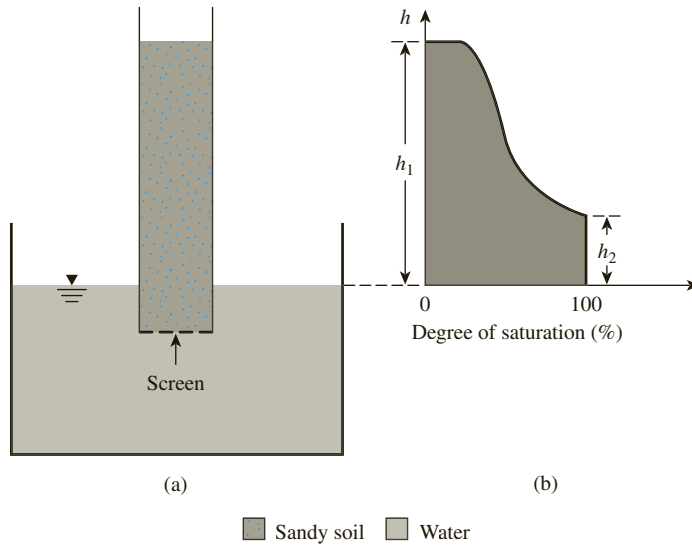 h
h1
h2
0 100
Degree of saturation (%)
Screen
(a) (b)
Sandy soil Water